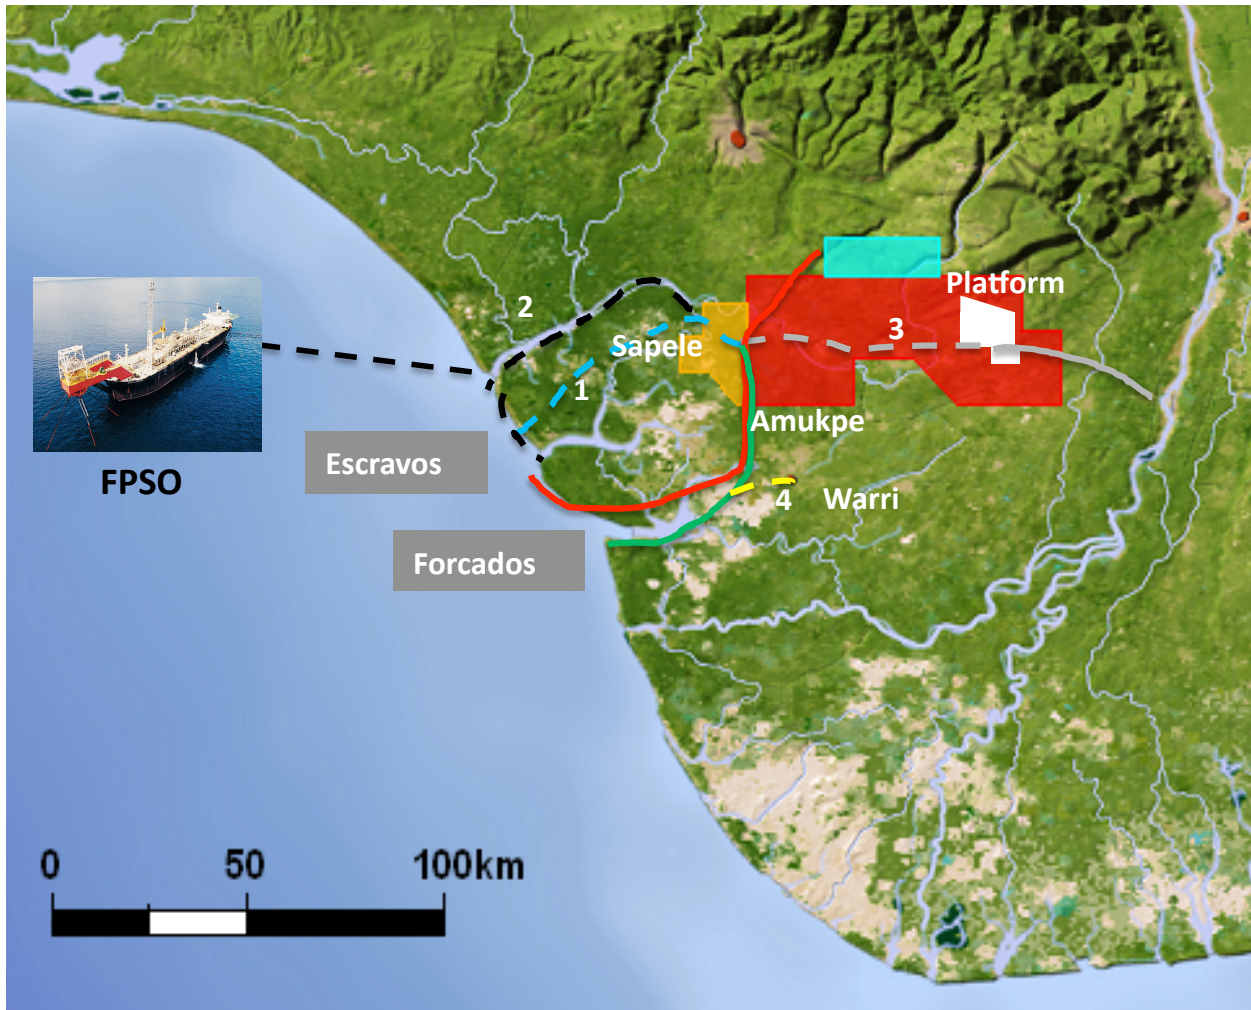 Platform
2
3
Sapele
1
Amukpe
Escravos
FPSO
4
Warri
Forcados
0 50 100km